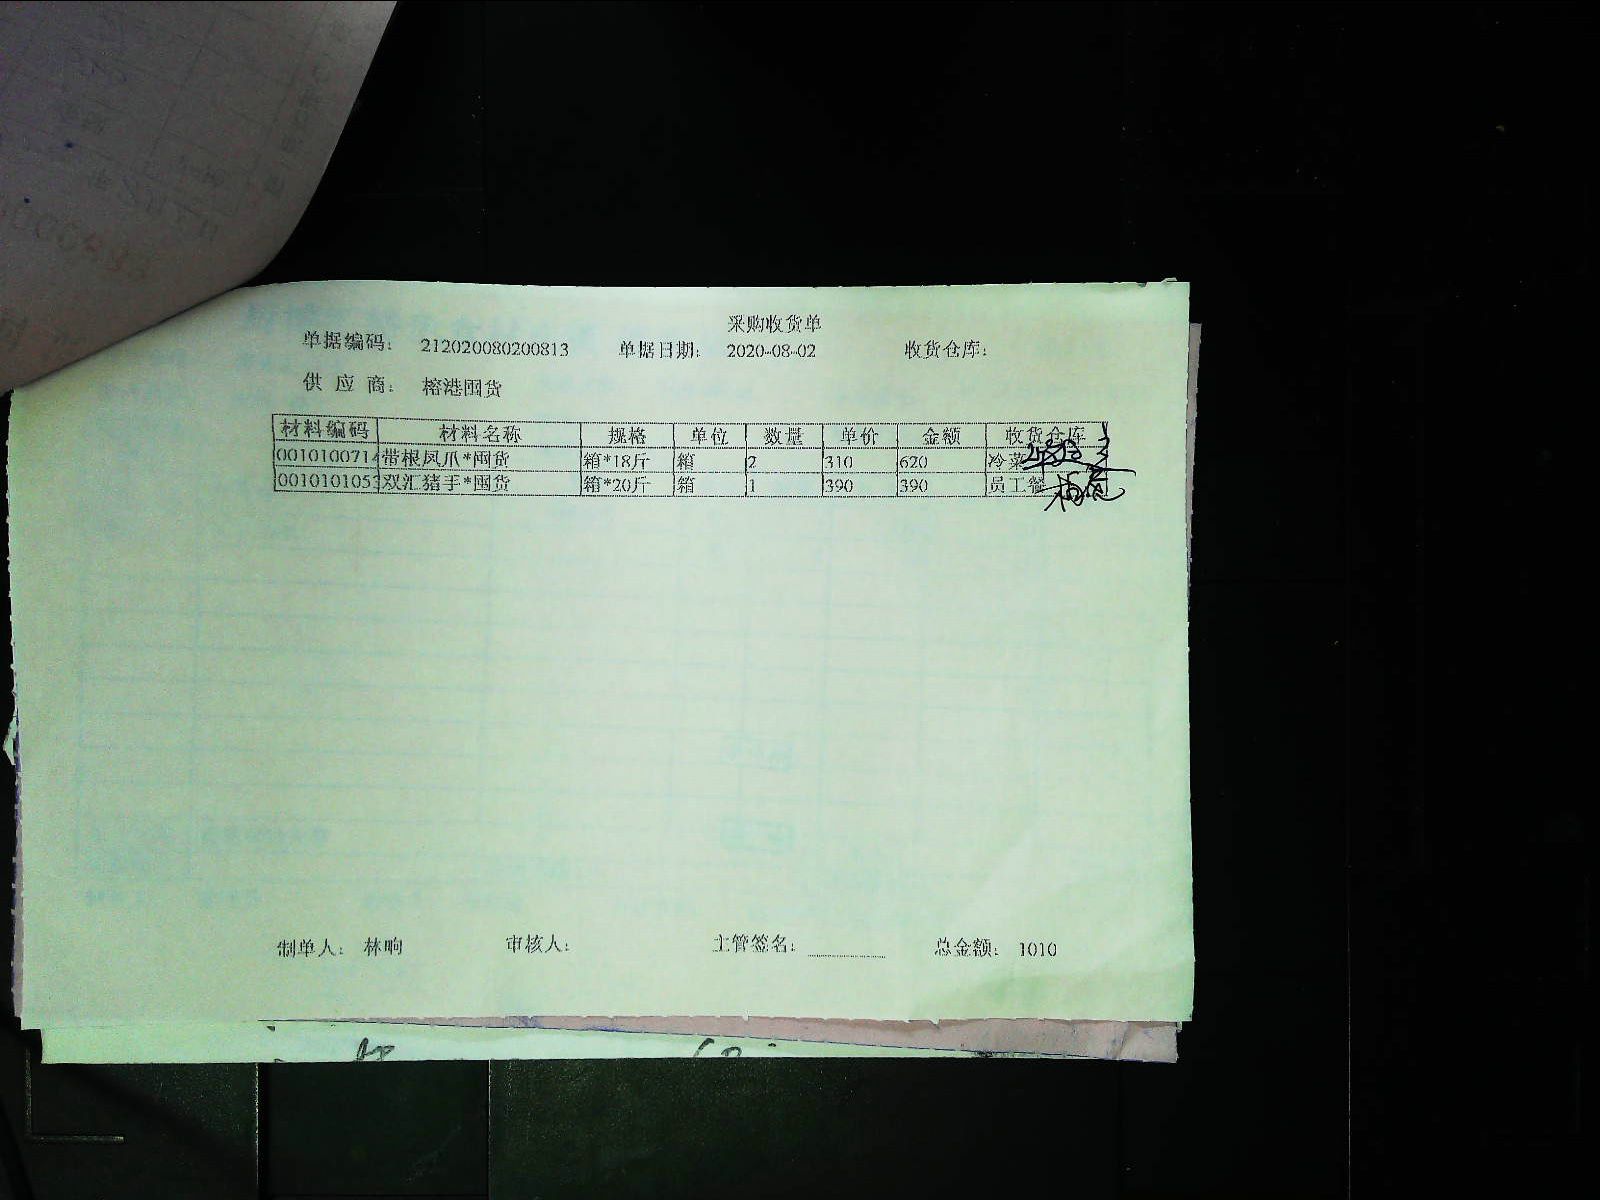 采购收货单
单据编码： 212020080200813 单据日期： 2020-08-02 收货仓库：
供 应 商： 榕港囤货
材料编码 材料名称 规格 单位 数量 单价 金额 收货仓库
0010100714 带根凤爪*囤货 箱*18斤 箱 2 310 620 冷菜
0010101053 双汇猪手*囤货 箱*20斤 箱 1 390 390 员工餐
制单人： 林晌 审核人： 主管签名： 总金额： 1010